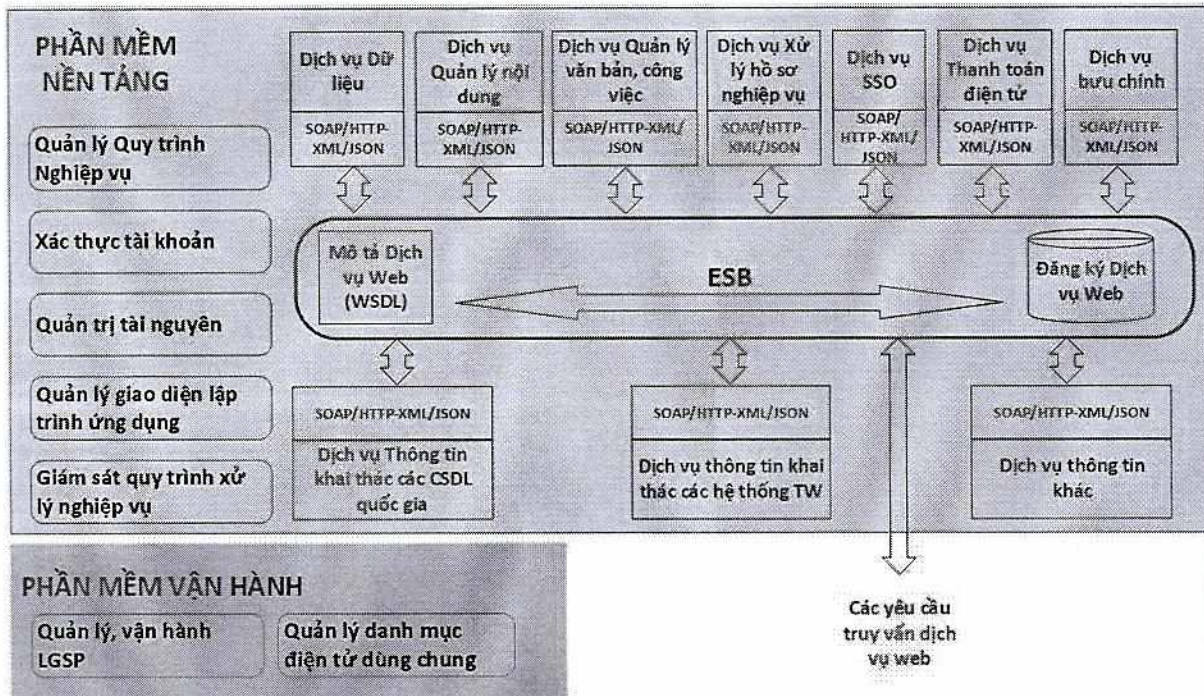 PHẦN MỀM
NỀN TẢNG
Quản lý Quy trình
Nghiệp vụ
Xác thực tài khoản
Quản trị tài nguyên
Quản lý giao diện lập
trình ứng dụng
Giám sát quy trình xử
lý nghiệp vụ
Dịch vụ Dữ
liệu
SOAP/HTTP-
XML/JSON
Dịch vụ
Quản lý nội
dung
SOAP/HTTP-
XML/JSON
Dịch vụ Quản lý
văn bản, công
việc
SOAP/HTTP-XML/
JSON
Dịch vụ Xử
lý hồ sơ
nghiệp vụ
SOAP/HTTP-
XML/JSON
Dịch vụ
SSO
SOAP/
HTTP-XML/
JSON
Dịch vụ
Thanh toán
điện tử
SOAP/HTTP-
XML/JSON
Dịch vụ
bưu chính
SOAP/HTTP-
XML/JSON
Mô tả Dịch
vụ Web
(WSDL)
ESB
Đăng ký Dịch
vụ Web
SOAP/HTTP-XML/JSON
Dịch vụ Thông tin
khai thác các CSDL
quốc gia
SOAP/HTTP-XML/JSON
Dịch vụ thông tin khai
thác các hệ thống TW
SOAP/HTTP-XML/JSON
Dịch vụ thông tin
khác
PHẦN MỀM VẬN HÀNH
Quản lý, vận hành
LGSP
Quản lý danh mục
điện tử dùng chung
Các yêu cầu
truy vấn dịch
vụ web